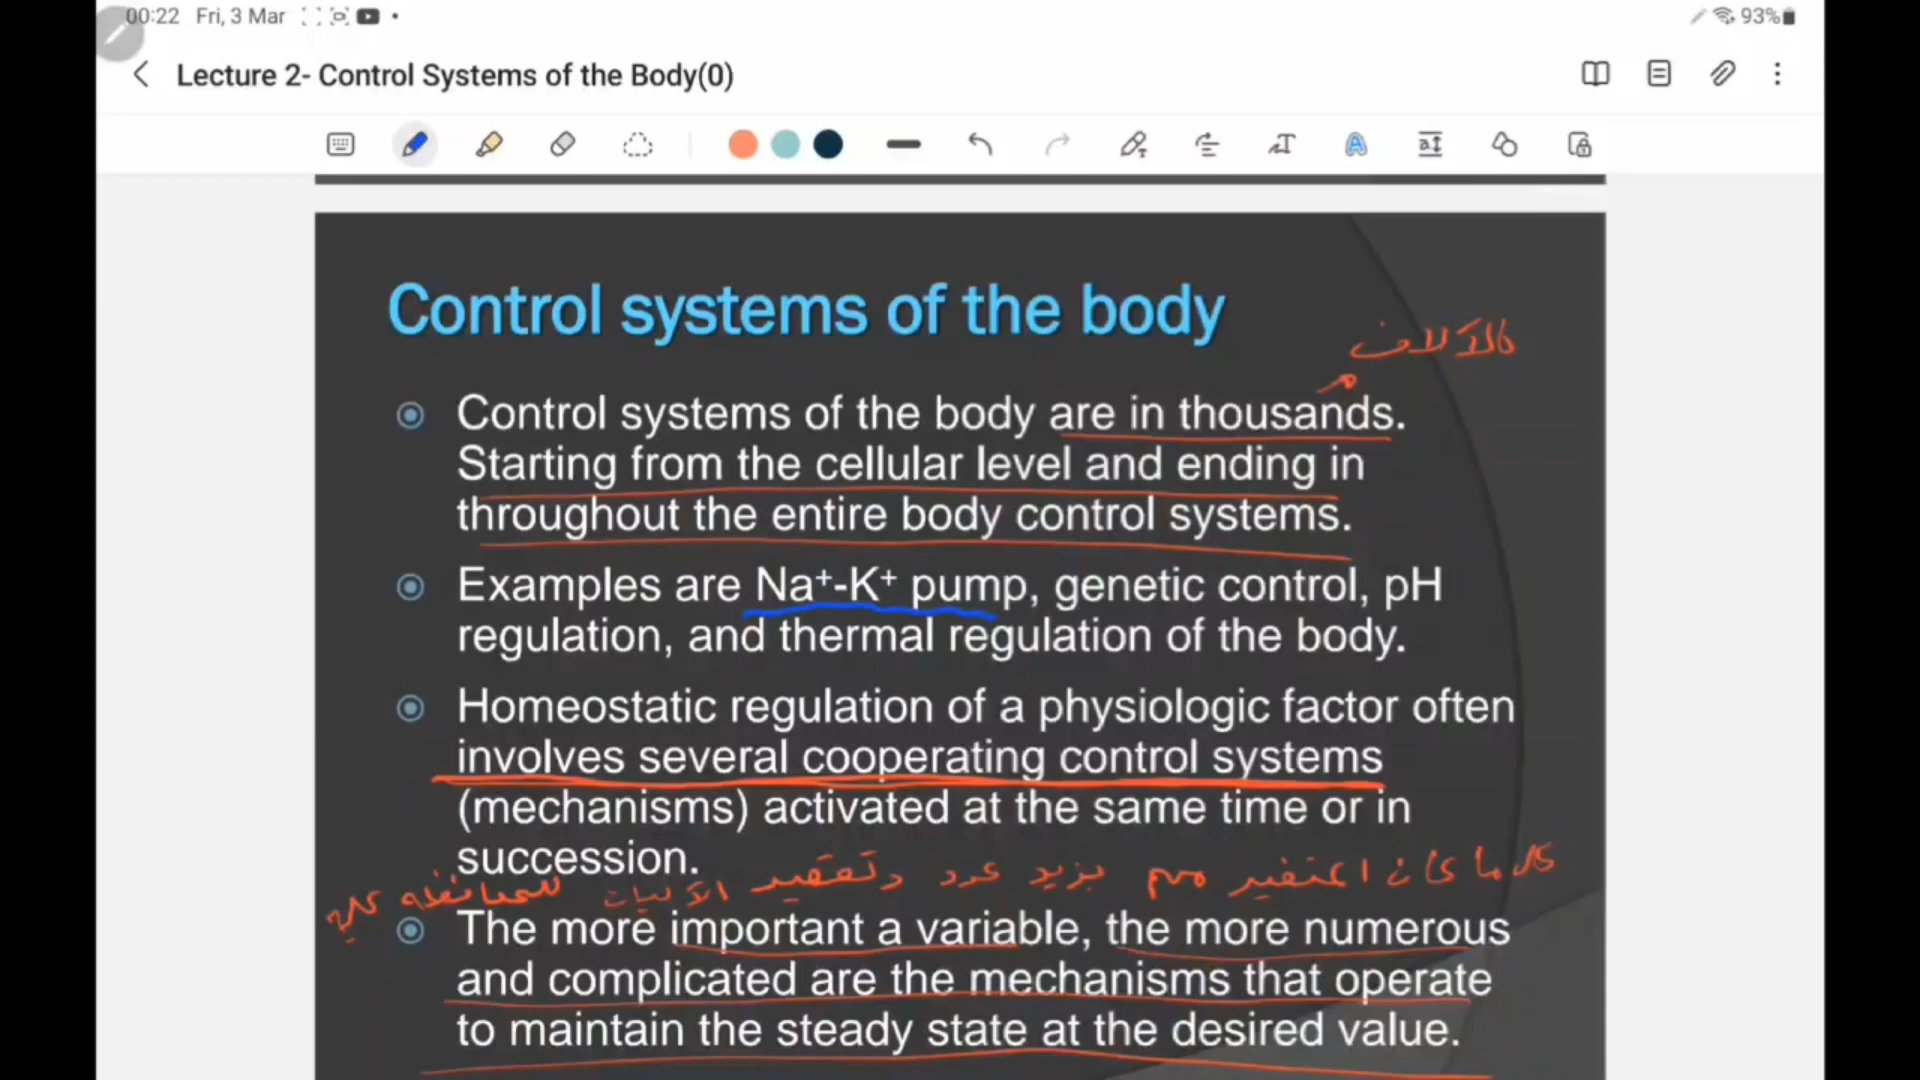 00:22 Fri, 3 Mar
93%
Lecture 2- Control Systems of the Body(0)
Control systems of the body
كالآلاف
Control systems of the body are in thousands.
Starting from the cellular level and ending in
throughout the entire body control systems.
Examples are Na⁺-K⁺ pump, genetic control, pH
regulation, and thermal regulation of the body.
Homeostatic regulation of a physiologic factor often
involves several cooperating control systems
(mechanisms) activated at the same time or in
succession.
كل ما كان المتغير مهم يزيد عدد وتعقيد الآليات للمحافظه عليه
The more important a variable, the more numerous
and complicated are the mechanisms that operate
to maintain the steady state at the desired value.